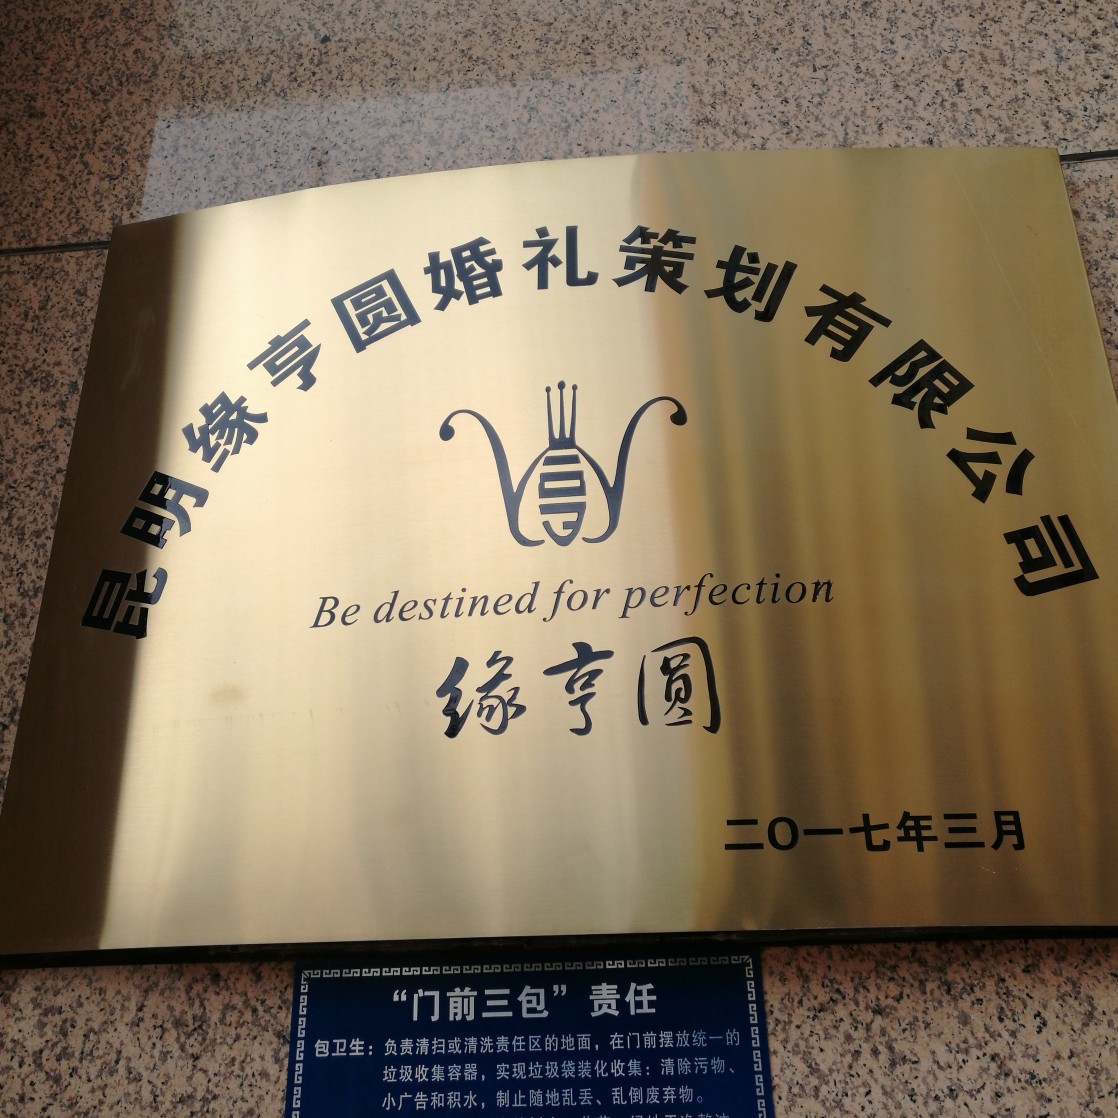 昆明缘亨圆婚礼策划有限公司
Be destined for perfection
缘亨圆
二〇一七年三月
“门前三包”责任
包卫生：负责清扫或清洗责任区的地面，在门前摆放统一的
垃圾收集容器，实现垃圾袋装化收集：清除污物、
小广告和积水，制止随地乱丢、乱倒废弃物。